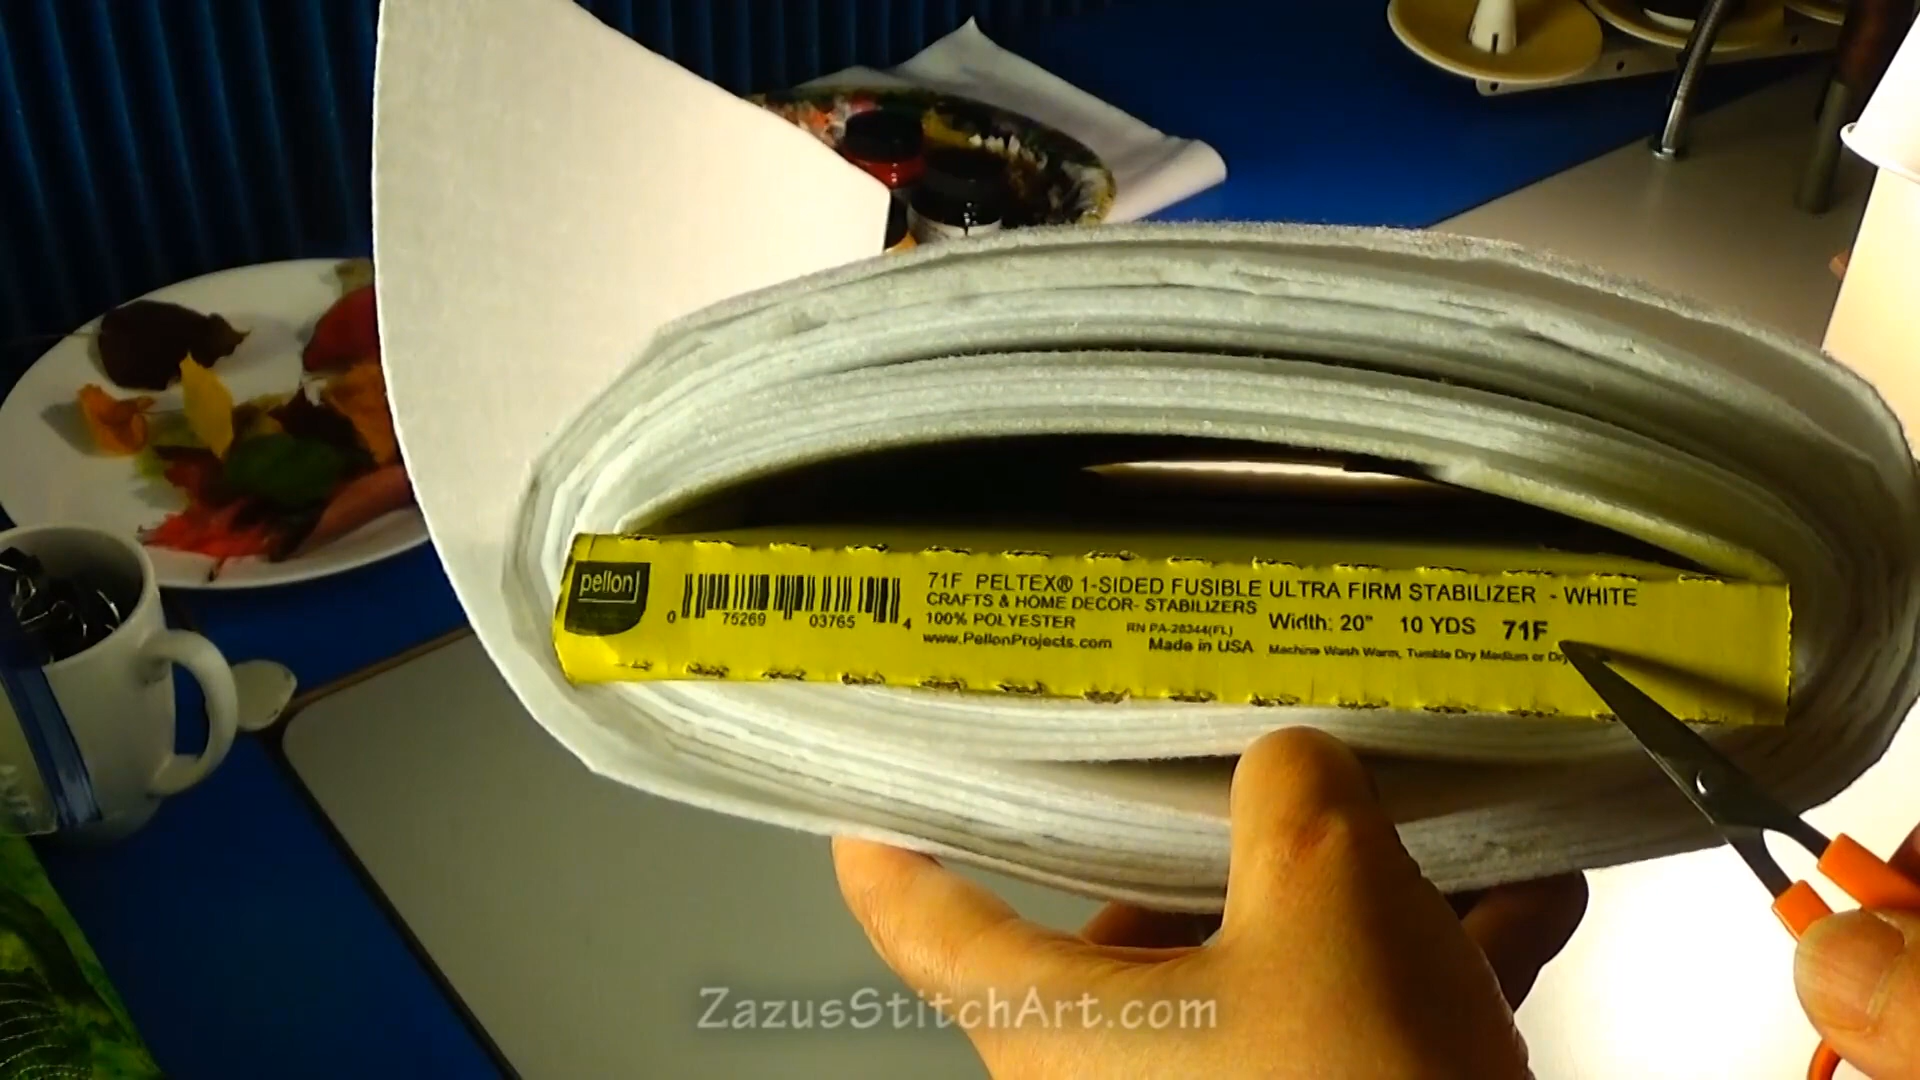 pellon
0 75269 03765 4
71F PELTEX® 1-SIDED FUSIBLE ULTRA FIRM STABILIZER - WHITE
CRAFTS & HOME DECOR- STABILIZERS
100% POLYESTER RN PA-28344(FL) Width: 20" 10 YDS 71F
www.PellonProjects.com Made in USA Machine Wash Warm, Tumble Dry Medium or Dry
ZazusStitchArt.com